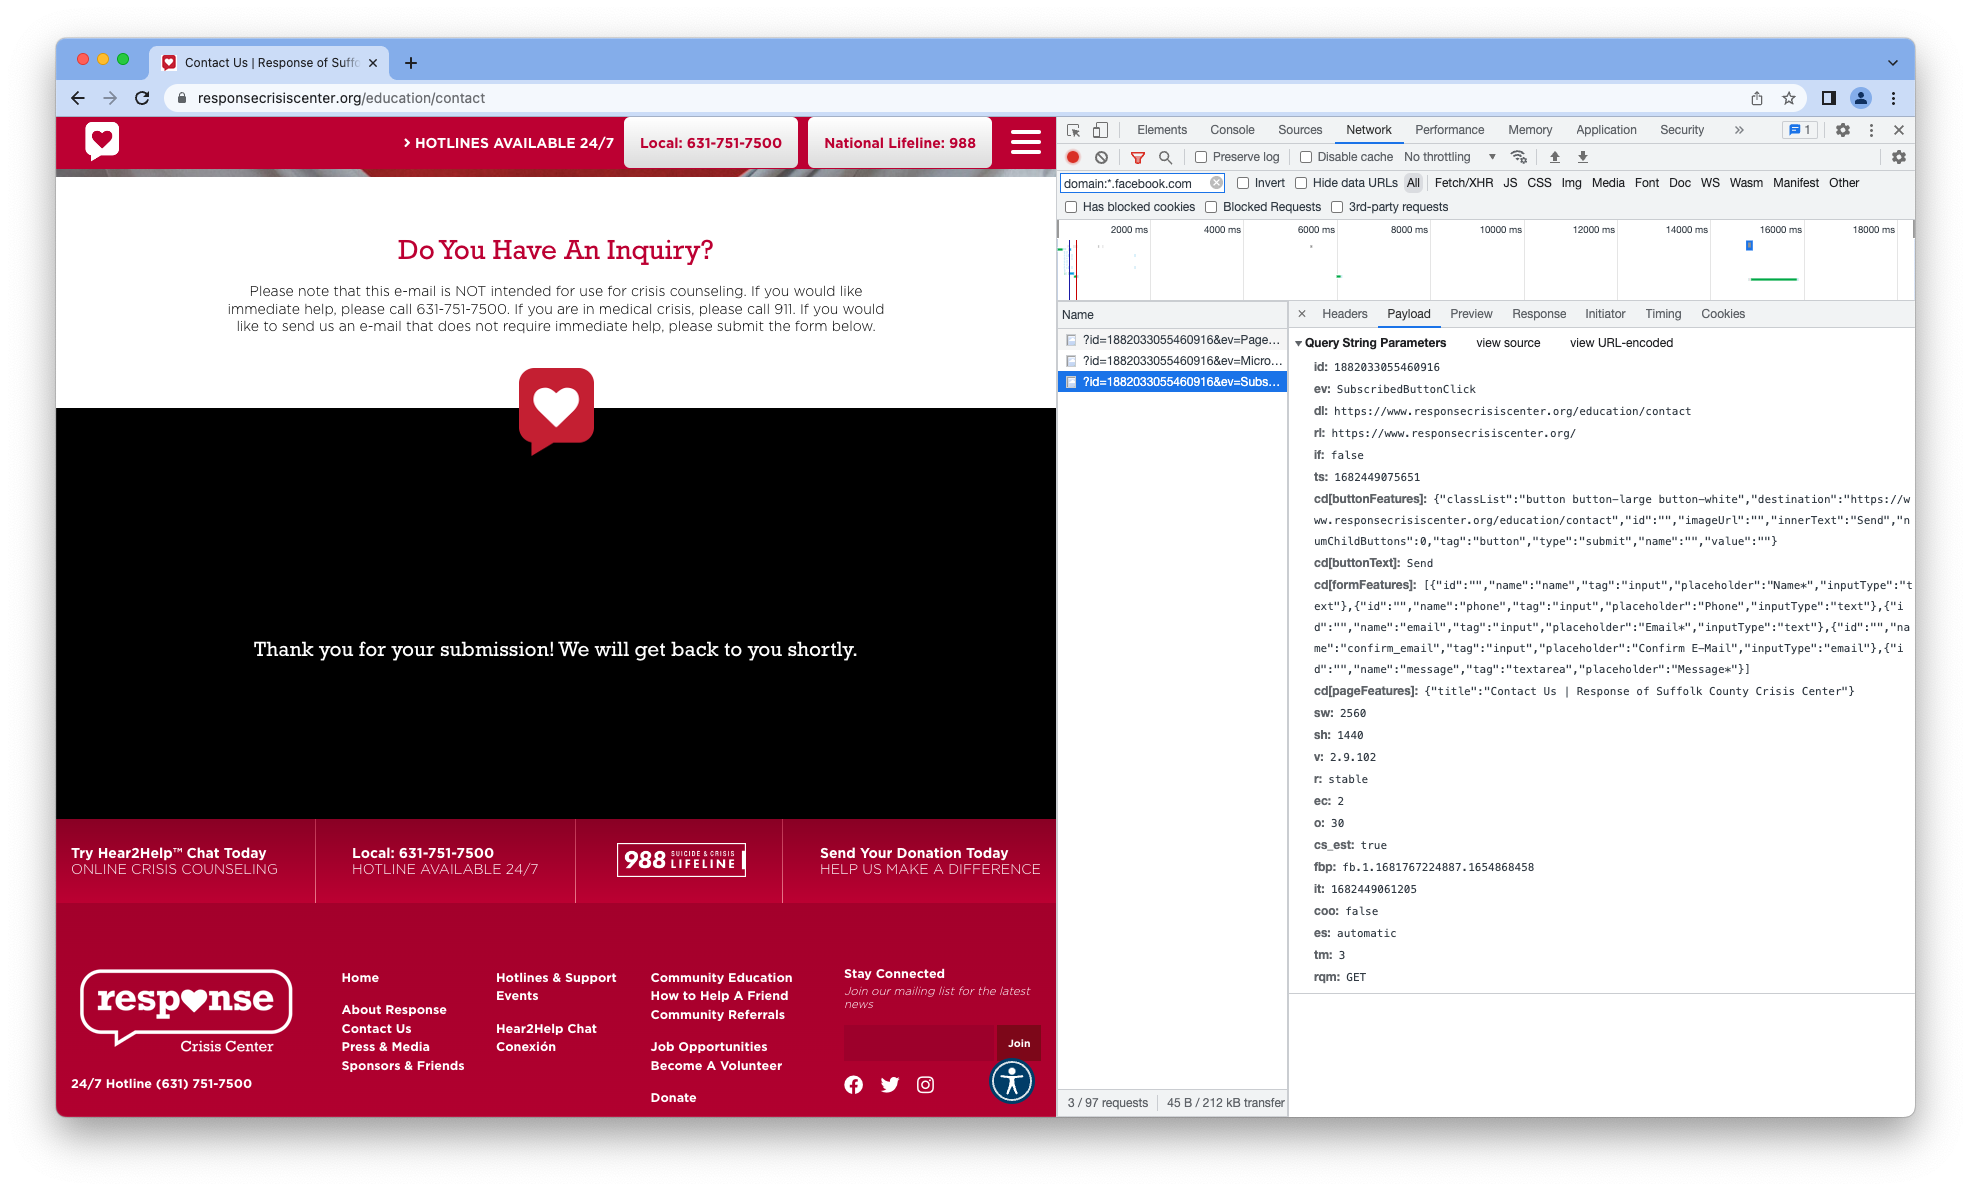 Contact Us | Response of Suffo
responsecrisiscenter.org/education/contact
HOTLINES AVAILABLE 24/7
Local: 631-751-7500
National Lifeline: 988
Do You Have An Inquiry?
Please note that this e-mail is NOT intended for use for crisis counseling. If you would like
immediate help, please call 631-751-7500. If you are in medical crisis, please call 911. If you would
like to send us an e-mail that does not require immediate help, please submit the form below.
Thank you for your submission! We will get back to you shortly.
Try Hear2Help™ Chat Today
ONLINE CRISIS COUNSELING
Local: 631-751-7500
HOTLINE AVAILABLE 24/7
988 SUICIDE & CRISIS
LIFELINE
Send Your Donation Today
HELP US MAKE A DIFFERENCE
response
Crisis Center
24/7 Hotline (631) 751-7500
Home
About Response
Contact Us
Press & Media
Sponsors & Friends
Hotlines & Support
Events
Hear2Help Chat
Conexión
Community Education
How to Help A Friend
Community Referrals
Job Opportunities
Become A Volunteer
Donate
Stay Connected
Join our mailing list for the latest
news
Join
Elements Console Sources Network Performance Memory Application Security 1
Preserve log Disable cache No throttling
domain:*.facebook.com Invert Hide data URLs All Fetch/XHR JS CSS Img Media Font Doc WS Wasm Manifest Other
Has blocked cookies Blocked Requests 3rd-party requests
2000 ms 4000 ms 6000 ms 8000 ms 10000 ms 12000 ms 14000 ms 16000 ms 18000 ms
Name
?id=1882033055460916&ev=Page...
?id=1882033055460916&ev=Micro...
?id=1882033055460916&ev=Subs...
3 / 97 requests 45 B / 212 kB transfer
Headers Payload Preview Response Initiator Timing Cookies
Query String Parameters view source view URL-encoded
id: 1882033055460916
ev: SubscribedButtonClick
dl: https://www.responsecrisiscenter.org/education/contact
rl: https://www.responsecrisiscenter.org/
if: false
ts: 1682449075651
cd[buttonFeatures]: {"classList":"button button-large button-white","destination":"https://w
ww.responsecrisiscenter.org/education/contact","id":"","imageUrl":"","innerText":"Send","n
umChildButtons":0,"tag":"button","type":"submit","name":"","value":""}
cd[buttonText]: Send
cd[formFeatures]: [{"id":"","name":"name","tag":"input","placeholder":"Name*","inputType":"t
ext"},{"id":"","name":"phone","tag":"input","placeholder":"Phone","inputType":"text"},{"i
d":"","name":"email","tag":"input","placeholder":"Email*","inputType":"text"},{"id":"","na
me":"confirm_email","tag":"input","placeholder":"Confirm E-Mail","inputType":"email"},{"i
d":"","name":"message","tag":"textarea","placeholder":"Message*"}]
cd[pageFeatures]: {"title":"Contact Us | Response of Suffolk County Crisis Center"}
sw: 2560
sh: 1440
v: 2.9.102
r: stable
ec: 2
o: 30
cs_est: true
fbp: fb.1.1681767224887.1654868458
it: 1682449061205
coo: false
es: automatic
tm: 3
rqm: GET